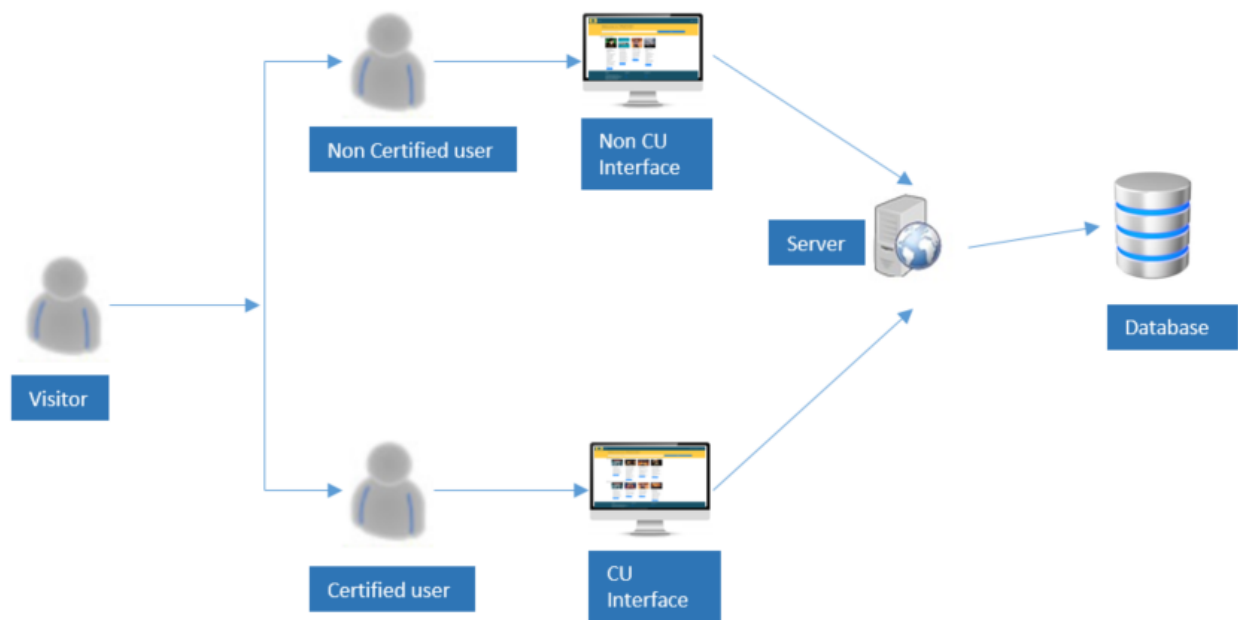 Non Certified user
Non CU
Interface
Server
Database
Visitor
Certified user
CU
Interface